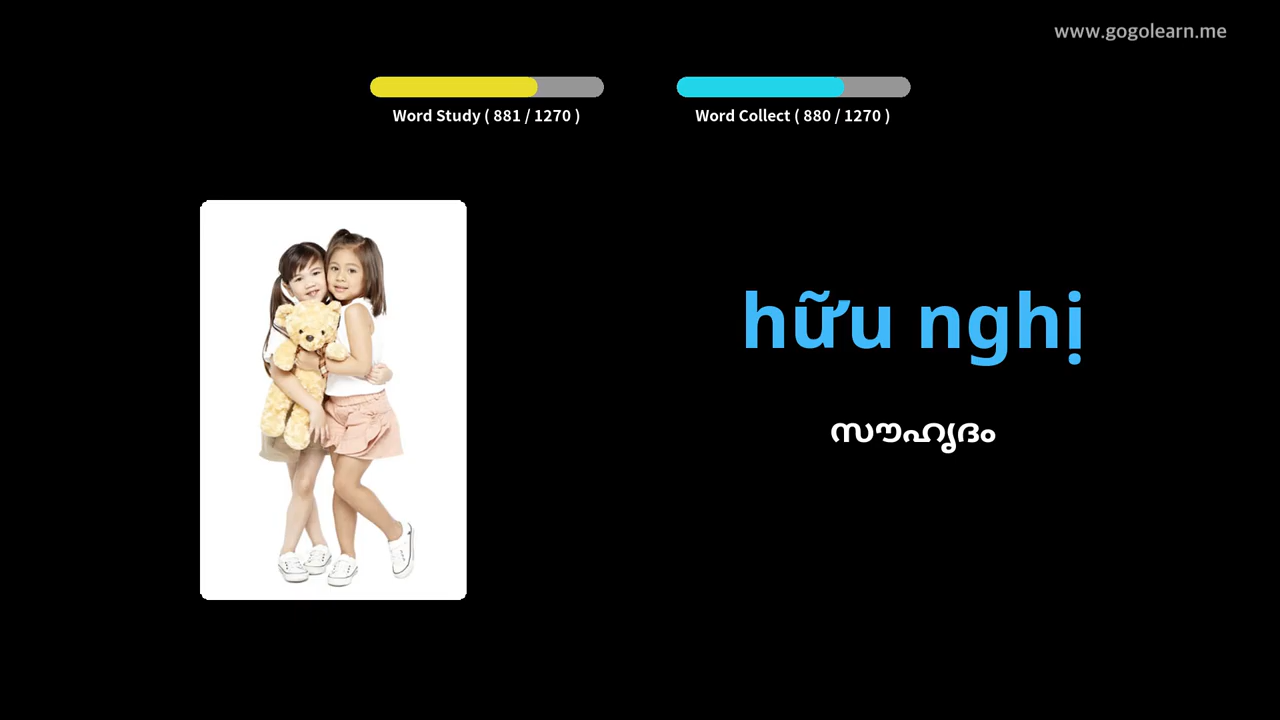 www.gogolearn.me
Word Study ( 881 / 1270 )
Word Collect ( 880 / 1270 )
hữu nghị
സൗഹൃദം